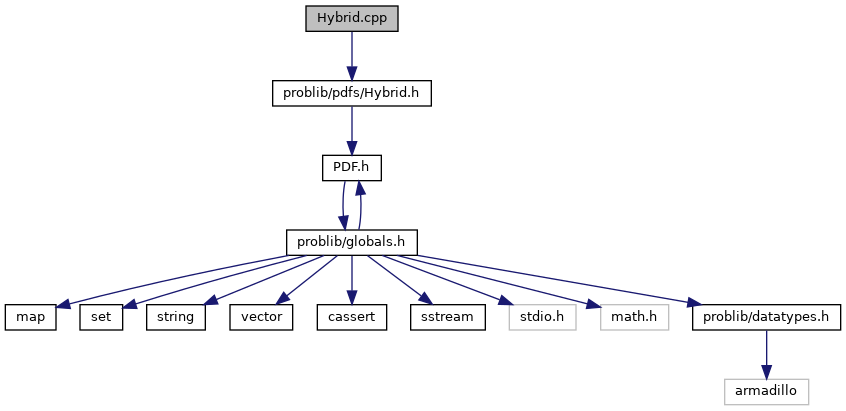 Hybrid.cpp
problib/pdfs/Hybrid.h
PDF.h
problib/globals.h
map
set
string
vector
cassert
sstream
stdio.h
math.h
problib/datatypes.h
armadillo